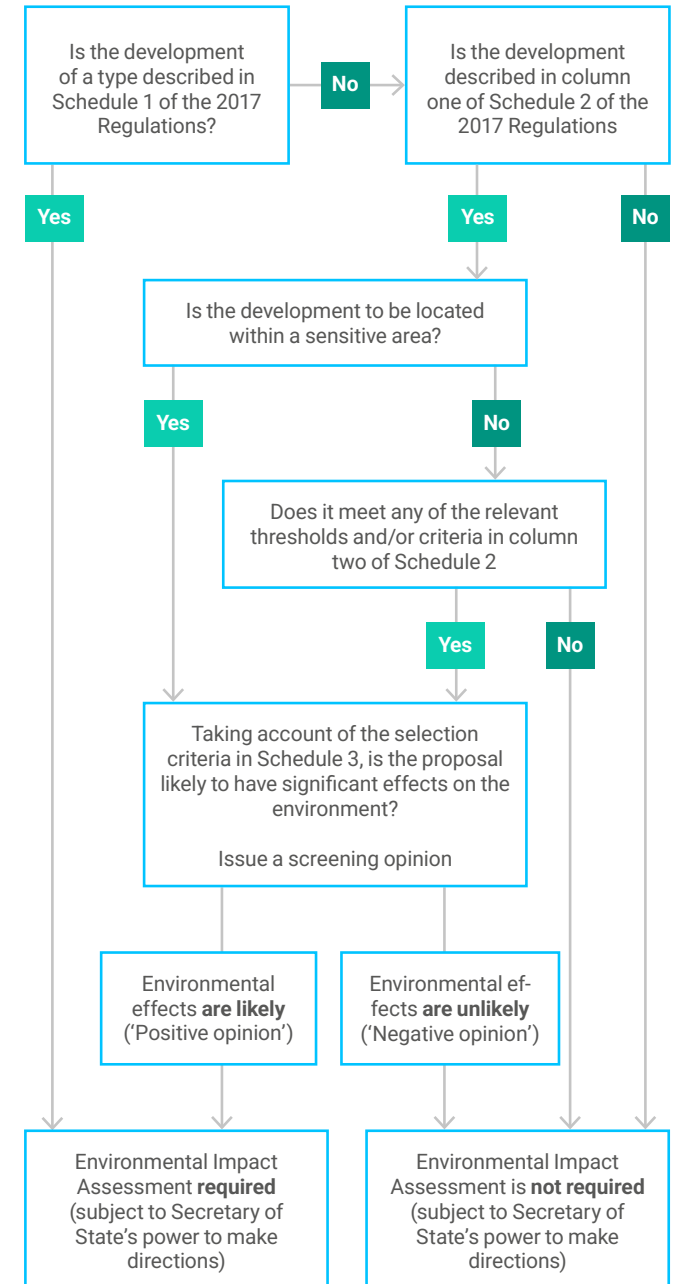 Is the development
of a type described in
Schedule 1 of the 2017
Regulations?
No
Is the development
described in column
one of Schedule 2 of the
2017 Regulations
Yes
Yes
No
Is the development to be located
within a sensitive area?
Yes
No
Does it meet any of the relevant
thresholds and/or criteria in column
two of Schedule 2
Yes
No
Taking account of the selection
criteria in Schedule 3, is the proposal
likely to have significant effects on the
environment?
Issue a screening opinion
Environmental
effects are likely
(‘Positive opinion’)
Environmental ef-
fects are unlikely
(‘Negative opinion’)
Environmental Impact
Assessment required
(subject to Secretary of
State’s power to make
directions)
Environmental Impact
Assessment is not required
(subject to Secretary of
State’s power to make
directions)